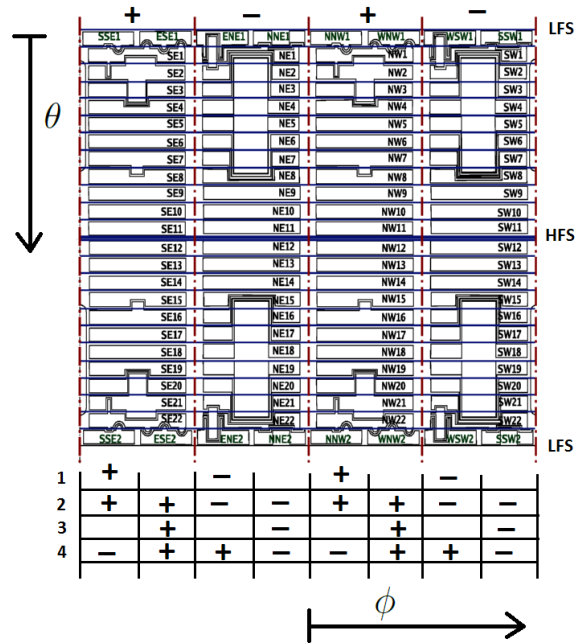 + − + −
SSE1 ESE1 ENE1 NNE1 NNW1 WNW1 WSW1 SSW1 LFS
SE1 NE1 NW1 SW1
SE2 NE2 NW2 SW2
SE3 NE3 NW3 SW3
θ SE4 NE4 NW4 SW4
SE5 NE5 NW5 SW5
SE6 NE6 NW6 SW6
SE7 NE7 NW7 SW7
SE8 NE8 NW8 SW8
SE9 NE9 NW9 SW9
SE10 NE10 NW10 SW10
SE11 NE11 NW11 SW11
HFS
SE12 NE12 NW12 SW12
SE13 NE13 NW13 SW13
SE14 NE14 NW14 SW14
SE15 NE15 NW15 SW15
SE16 NE16 NW16 SW16
SE17 NE17 NW17 SW17
SE18 NE18 NW18 SW18
SE19 NE19 NW19 SW19
SE20 NE20 NW20 SW20
SE21 NE21 NW21 SW21
SE22 NE22 NW22 SW22
SSE2 ESE2 ENE2 NNE2 NNW2 WNW2 WSW2 SSW2 LFS
1 + − + −
2 + + − − + + − −
3 + − + −
4 − + + − − + + −
ϕ